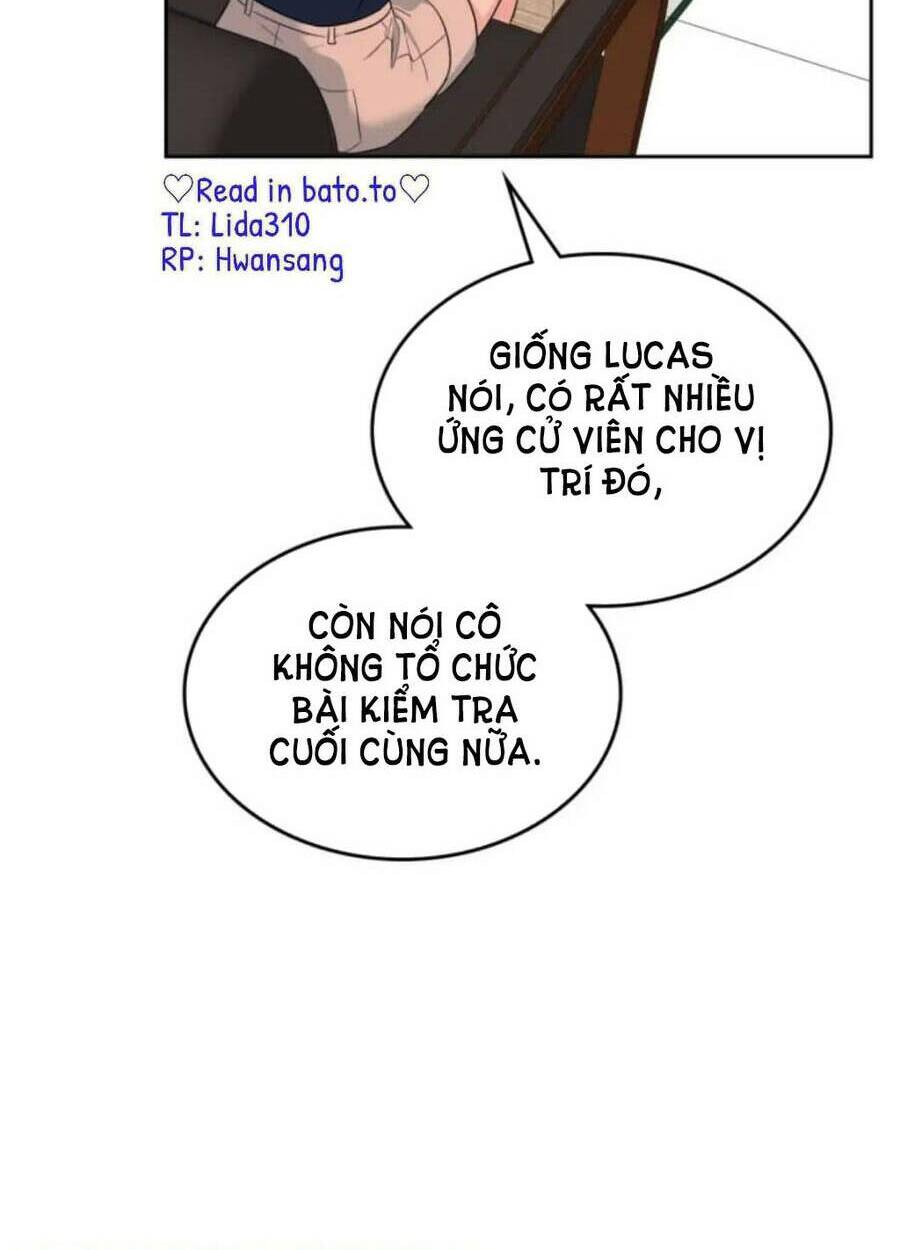 ♡Read in bato.to♡
TL: Lida310
RP: Hwansang
GIỐNG LUCAS
NÓI, CÓ RẤT NHIỀU
ỨNG CỬ VIÊN CHO VỊ
TRÍ ĐÓ,
CÒN NÓI CÔ
KHÔNG TỔ CHỨC
BÀI KIỂM TRA
CUỐI CÙNG NỮA.